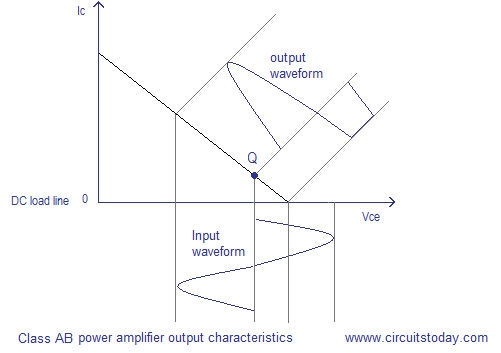 Ic
output
waveform
Q
DC load line 0
Vce
Input
waveform
Class AB power amplifier output characteristics www.circuitstoday.com